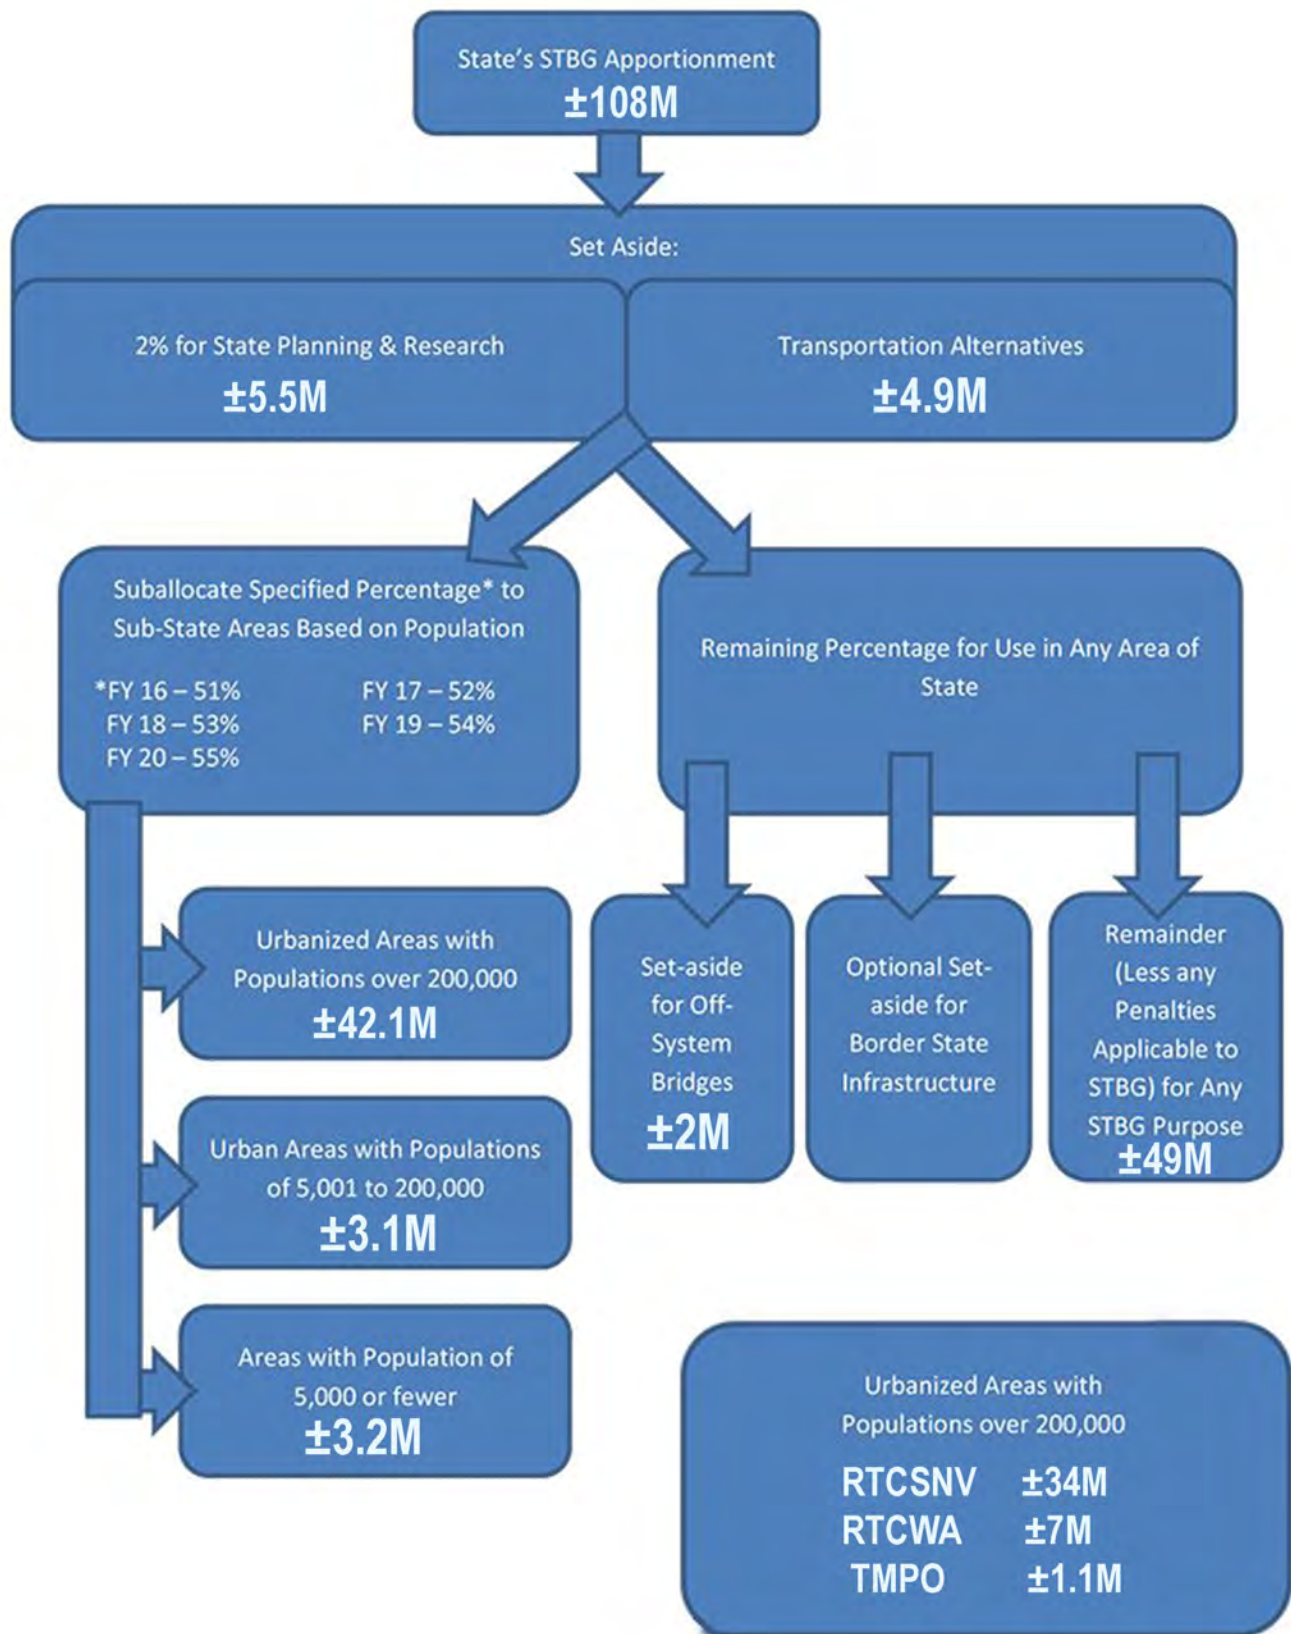 State's STBG Apportionment
±108M
Set Aside:
2% for State Planning & Research
±5.5M
Transportation Alternatives
±4.9M
Suballocate Specified Percentage* to
Sub-State Areas Based on Population
*FY 16 – 51% FY 17 – 52%
FY 18 – 53% FY 19 – 54%
FY 20 – 55%
Remaining Percentage for Use in Any Area of
State
Urbanized Areas with
Populations over 200,000
±42.1M
Urban Areas with Populations
of 5,001 to 200,000
±3.1M
Areas with Population of
5,000 or fewer
±3.2M
Set-aside
for Off-
System
Bridges
±2M
Optional Set-
aside for
Border State
Infrastructure
Remainder
(Less any
Penalties
Applicable to
STBG) for Any
STBG Purpose
±49M
Urbanized Areas with
Populations over 200,000
RTCSNV ±34M
RTCWA ±7M
TMPO ±1.1M